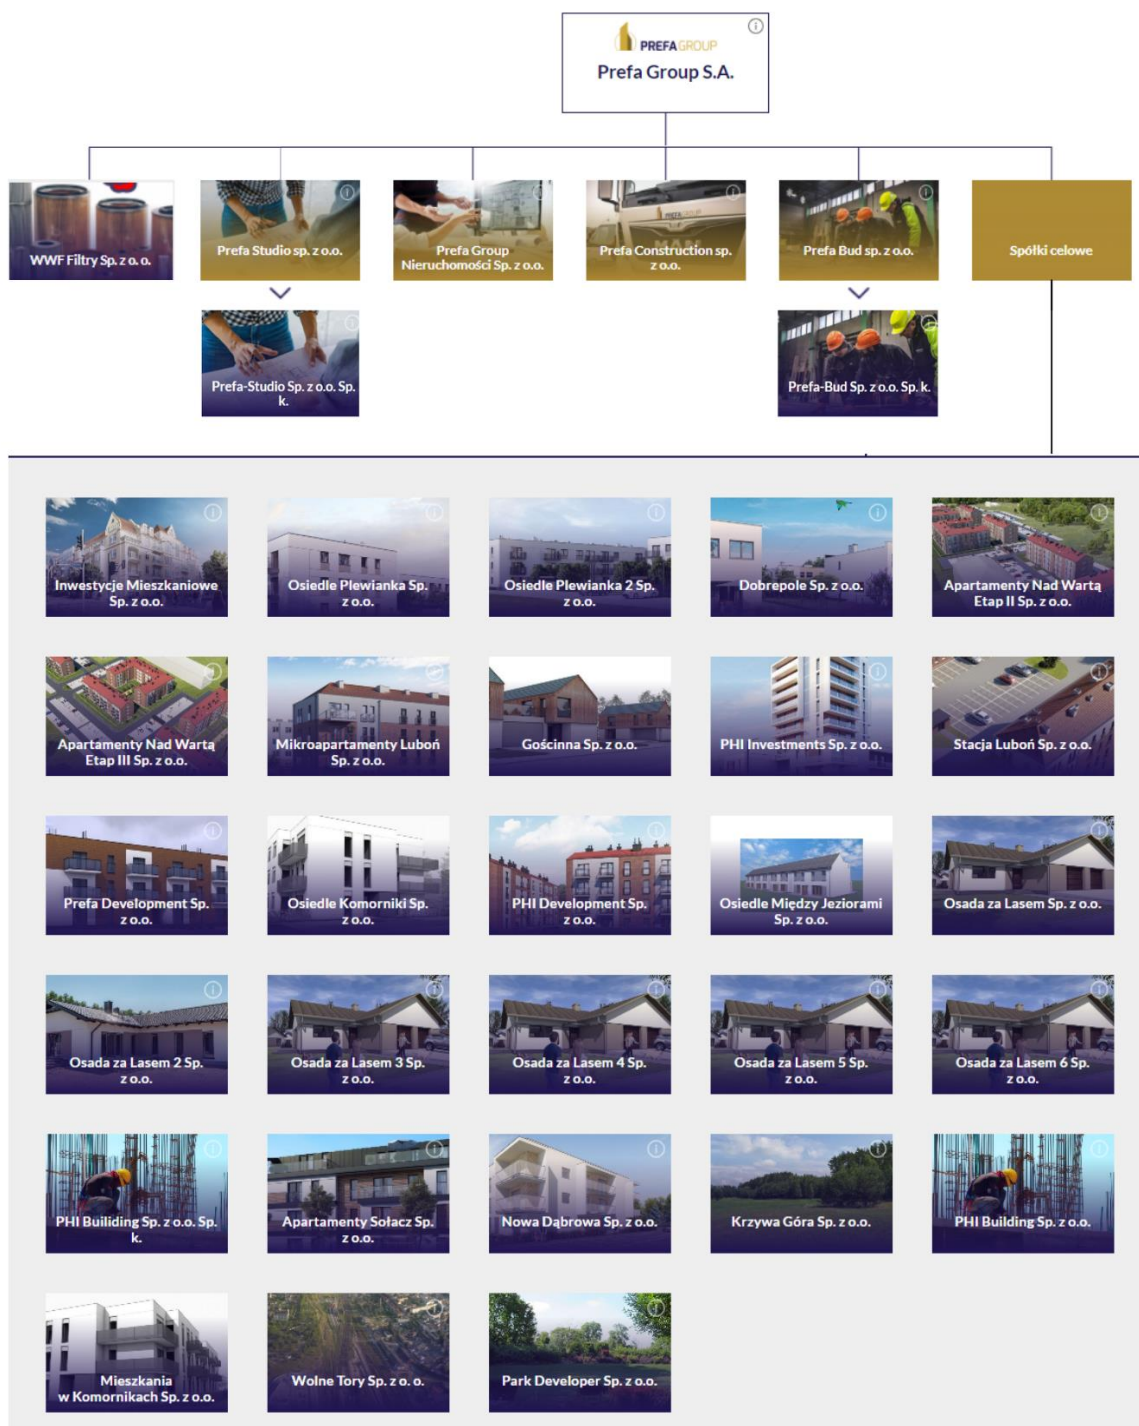 PREFAGROUP
Prefa Group S.A.
WWF Filtry Sp. z o. o.
Prefa Studio sp. z o.o.
Prefa Group
Nieruchomości Sp. z o.o.
PREFAGROUP
Prefa Construction sp.
z o.o.
Prefa Bud sp. z o.o.
Spółki celowe
Prefa-Studio Sp. z o.o. Sp.
k.
Prefa-Bud Sp. z o.o. Sp. k.
Inwestycje Mieszkaniowe
Sp. z o.o.
Osiedle Plewianka Sp.
z o.o.
Osiedle Plewianka 2 Sp.
z o.o.
Dobrepole Sp. z o.o.
Apartamenty Nad Wartą
Etap II Sp. z o.o.
Apartamenty Nad Wartą
Etap III Sp. z o.o.
Mikroapartamenty Luboń
Sp. z o.o.
Gościnna Sp. z o.o.
PHI Investments Sp. z o.o.
Stacja Luboń Sp. z o.o.
Prefa Development Sp.
z o.o.
Osiedle Komorniki Sp.
z o.o.
PHI Development Sp.
z o.o.
Osiedle Między Jeziorami
Sp. z o.o.
Osada za Lasem Sp. z o.o.
Osada za Lasem 2 Sp.
z o.o.
Osada za Lasem 3 Sp.
z o.o.
Osada za Lasem 4 Sp.
z o.o.
Osada za Lasem 5 Sp.
z o.o.
Osada za Lasem 6 Sp.
z o.o.
PHI Builiding Sp. z o.o. Sp.
k.
Apartamenty Sołacz Sp.
z o.o.
Nowa Dąbrowa Sp. z o.o.
Krzywa Góra Sp. z o.o.
PHI Building Sp. z o.o.
Mieszkania
w Komornikach Sp. z o.o.
Wolne Tory Sp. z o. o.
Park Developer Sp. z o.o.